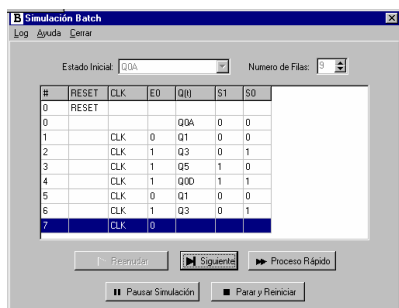 B Simulación Batch
Log Ayuda Cerrar
Estado Inicial: Q0A Numero de Filas: 9
# RESET CLK E0 Q(t) S1 S0
0 RESET
0 Q0A 0 0
1 CLK 0 Q1 0 0
2 CLK 1 Q3 0 1
3 CLK 1 Q5 1 0
4 CLK 1 Q0D 1 1
5 CLK 0 Q1 0 0
6 CLK 1 Q3 0 1
7 CLK 0
Reanudar Siguiente Proceso Rápido
Pausar Simulación Parar y Reiniciar